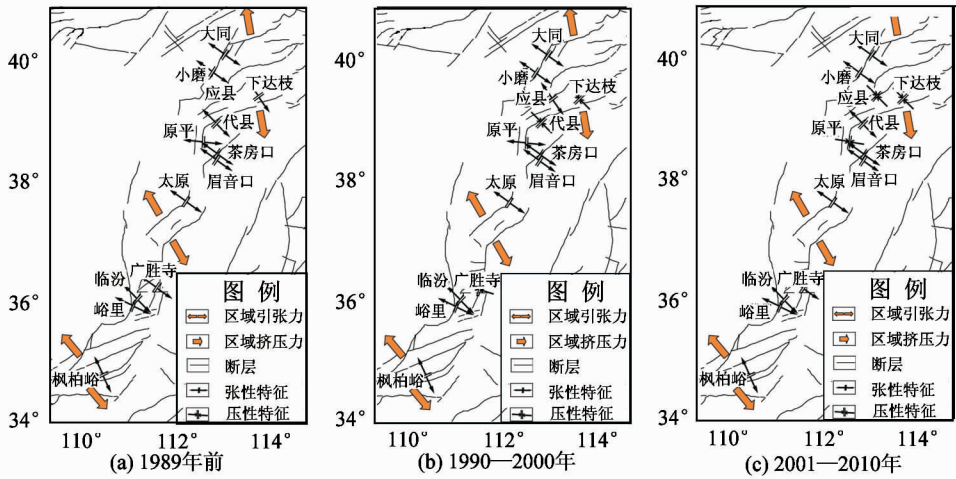 40°
38°
36°
34°
大同
小磨
应县
下达枝
代县
原平
茶房口
眉音口
太原
临汾
广胜寺
峪里
枫柏峪
图 例
区域引张力
区域挤压力
断层
张性特征
压性特征
110°
112°
114°
(a) 1989年前
40°
38°
36°
34°
大同
小磨
应县
下达枝
代县
原平
茶房口
眉音口
太原
临汾
广胜寺
峪里
枫柏峪
图 例
区域引张力
区域挤压力
断层
张性特征
压性特征
110°
112°
114°
(b) 1990—2000年
40°
38°
36°
34°
大同
小磨
应县
下达枝
代县
原平
茶房口
眉音口
太原
临汾
广胜寺
峪里
枫柏峪
图 例
区域引张力
区域挤压力
断层
张性特征
压性特征
110°
112°
114°
(c) 2001—2010年